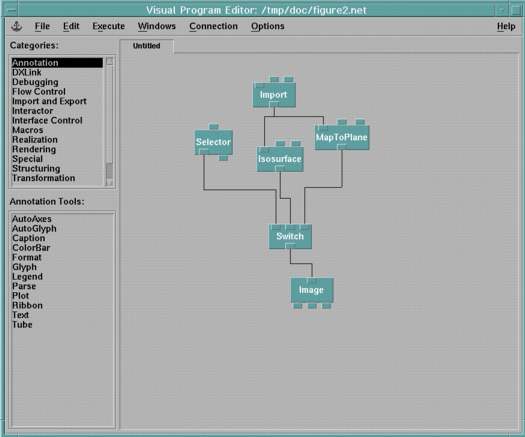 Visual Program Editor: /tmp/doc/figure2.net
File Edit Execute Windows Connection Options Help
Categories:
Untitled
Annotation
DXLink
Debugging
Flow Control
Import and Export
Interactor
Interface Control
Macros
Realization
Rendering
Special
Structuring
Transformation
Annotation Tools:
AutoAxes
AutoGlyph
Caption
ColorBar
Format
Glyph
Legend
Parse
Plot
Ribbon
Text
Tube
Import
Selector
MapToPlane
Isosurface
Switch
Image